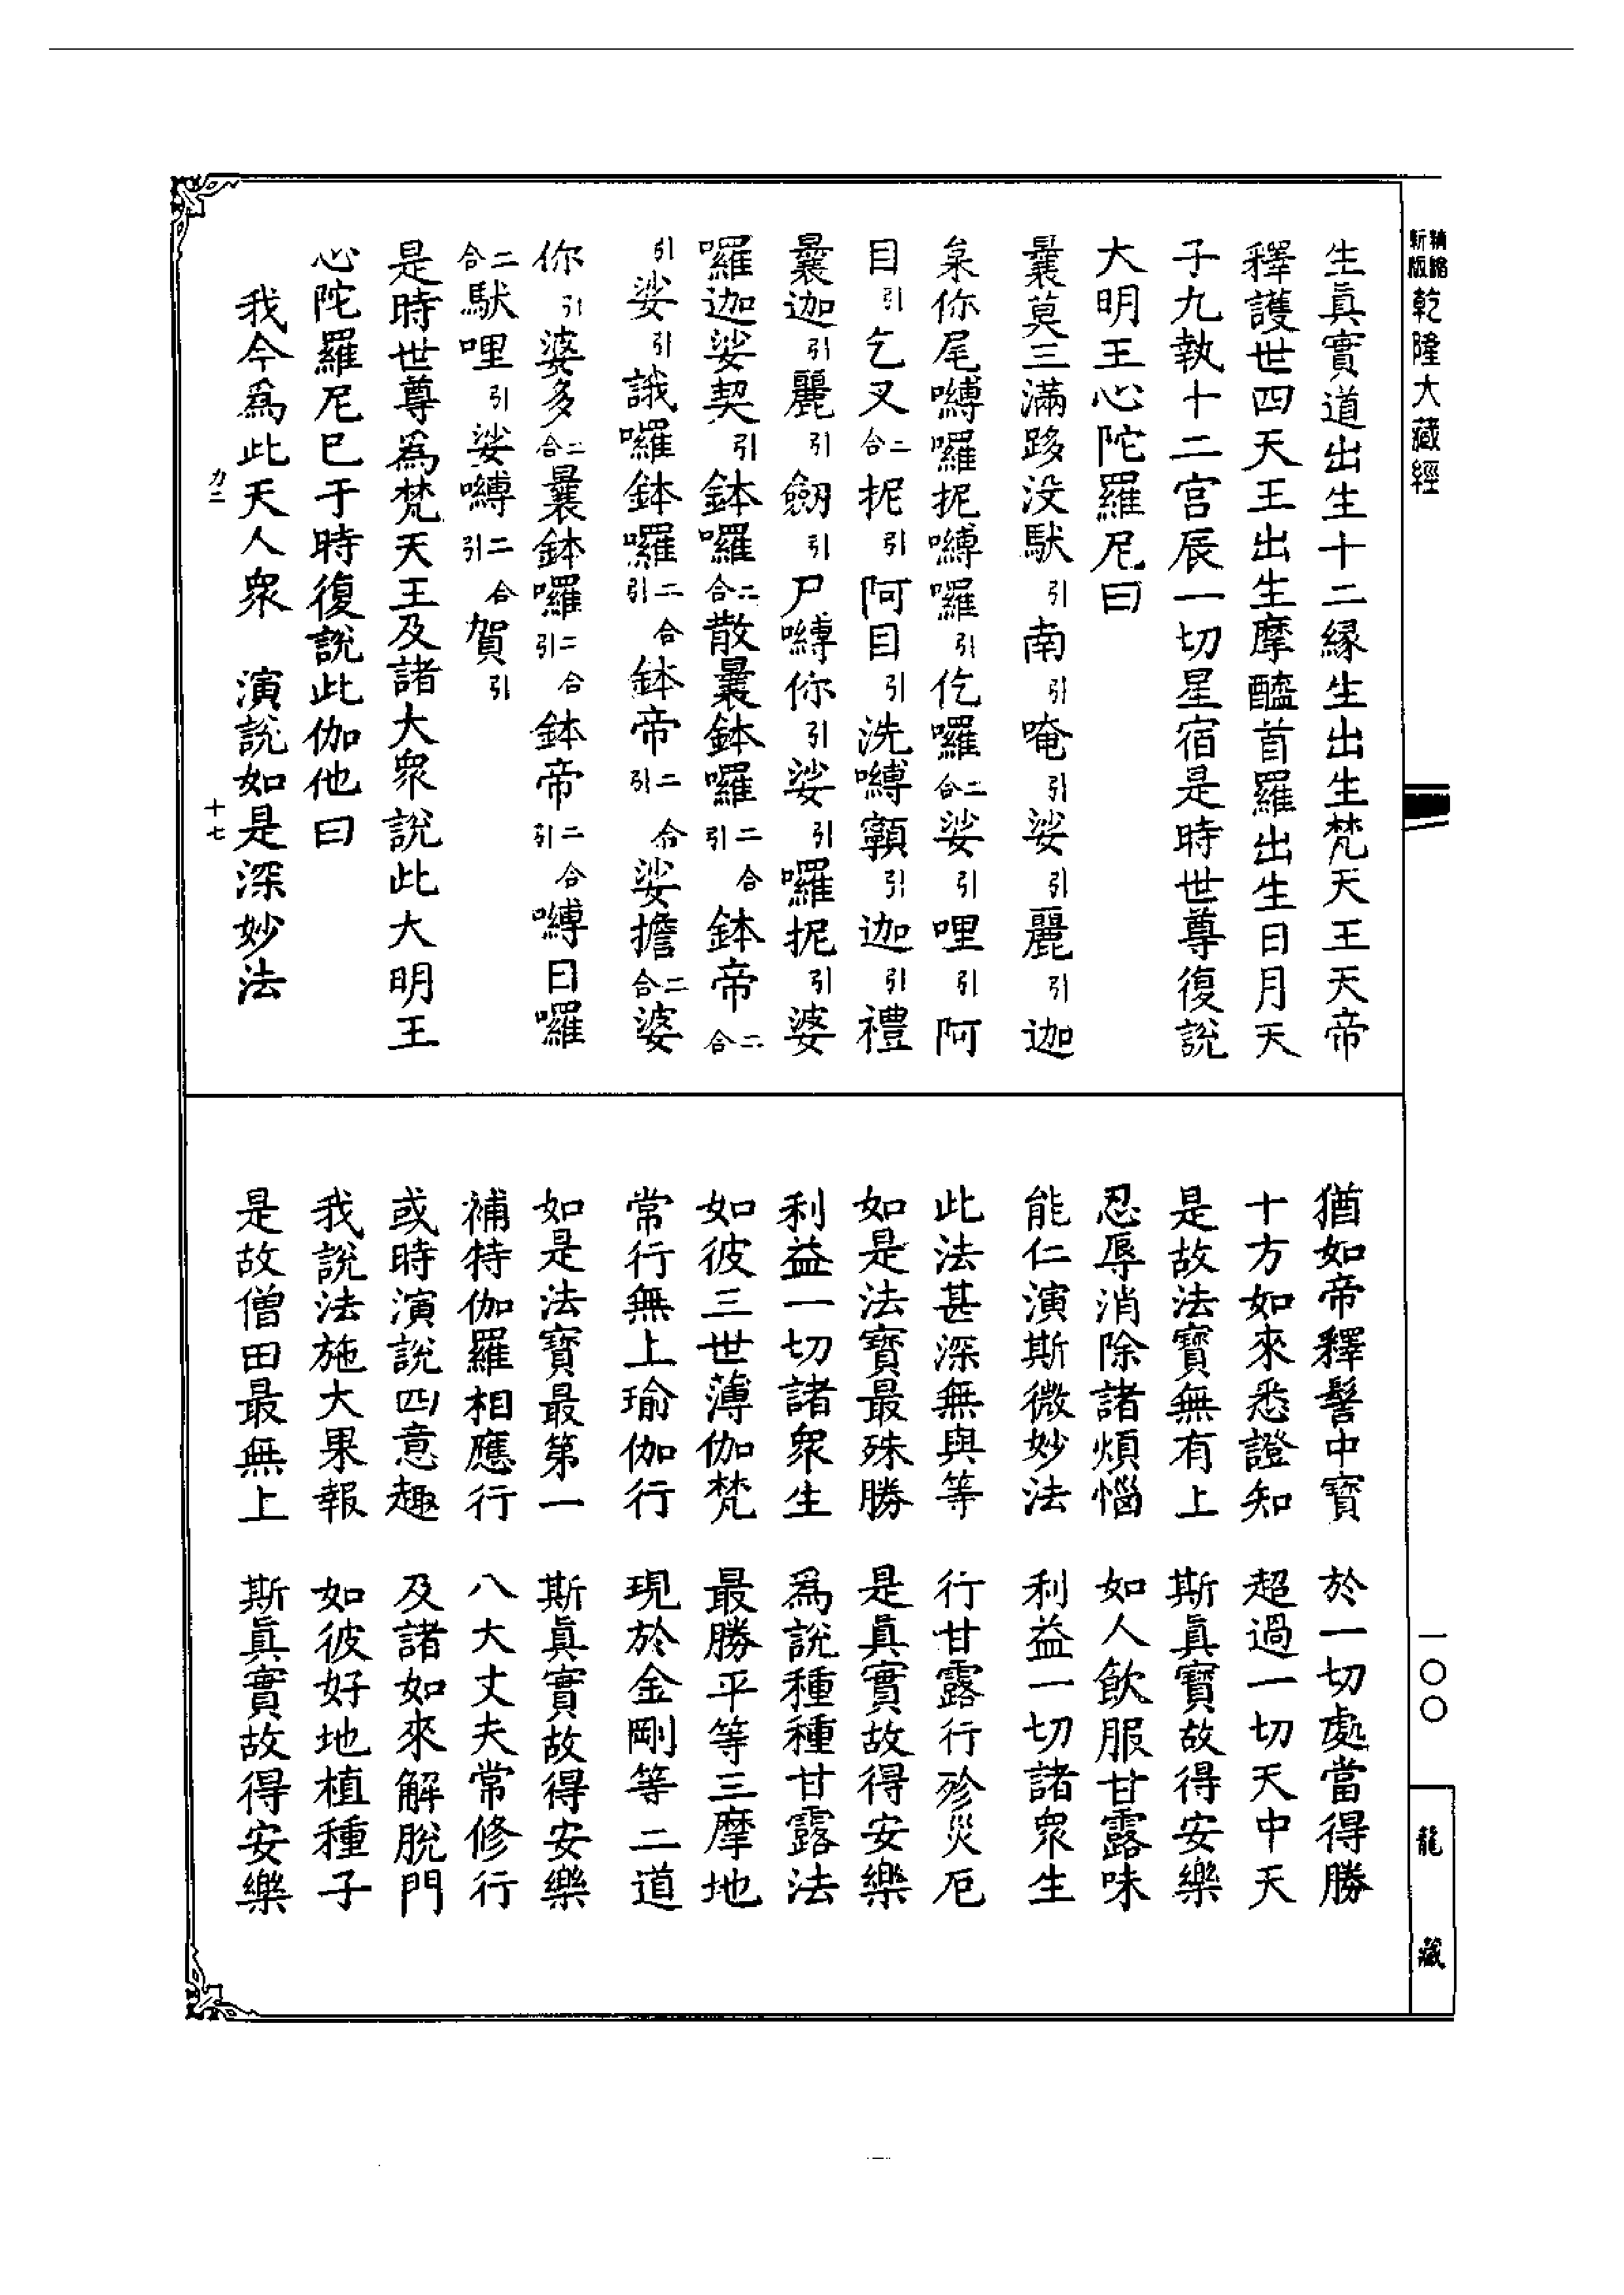 精縮
新版
乾隆大藏經
生真實道出生十二緣生出生梵天王天帝
釋護世四天王出生摩醯首羅出生日月天
子九執十二宫辰一切星宿是時世尊復說
大明王心陀羅尼曰
曩莫三滿跢没馱引南引唵引娑引麗引迦
枲你尾嚩囉抳嚩囉引仡囉二合娑引哩引阿
目引乞叉二合抳引阿目引洗嚩顙引迦引禮
曩迦引麗引劒引尸嚩你引娑引囉抳引婆
囉迦娑契引鉢囉二合散曩鉢囉二合引鉢帝二合
引娑引誐囉鉢囉二合引鉢帝二合引娑擔二合婆
你引婆多二合曩鉢囉二合引鉢帝二合引嚩日囉
二合馱哩引娑嚩二合引賀引
是時世尊爲梵天王及諸大衆說此大明王
心陀羅尼巳于時復說此伽他曰
我今爲此天人衆　演說如是深妙法
力二
十七
猶如帝釋髻中寳　於一切處當得勝
十方如來悉證知　超過一切天中天
是故法寳無有上　斯真寳故得安樂
忍辱消除諸煩惱　如人飲服甘露味
能仁演斯微妙法　利益一切諸衆生
此法甚深無與等　行甘露行殄災厄
如是法寳最殊勝　是真實故得安樂
利益一切諸衆生　爲說種種甘露法
如彼三世薄伽梵　最勝平等三摩地
常行無上瑜伽行　現於金剛等二道
如是法寳最第一　斯真實故得安樂
補特伽羅相應行　八大丈夫常修行
或時演說四意趣　及諸如來解脫門
我說法施大果報　如彼好地植種子
是故僧田最無上　斯真實故得安樂
一〇〇
龍藏